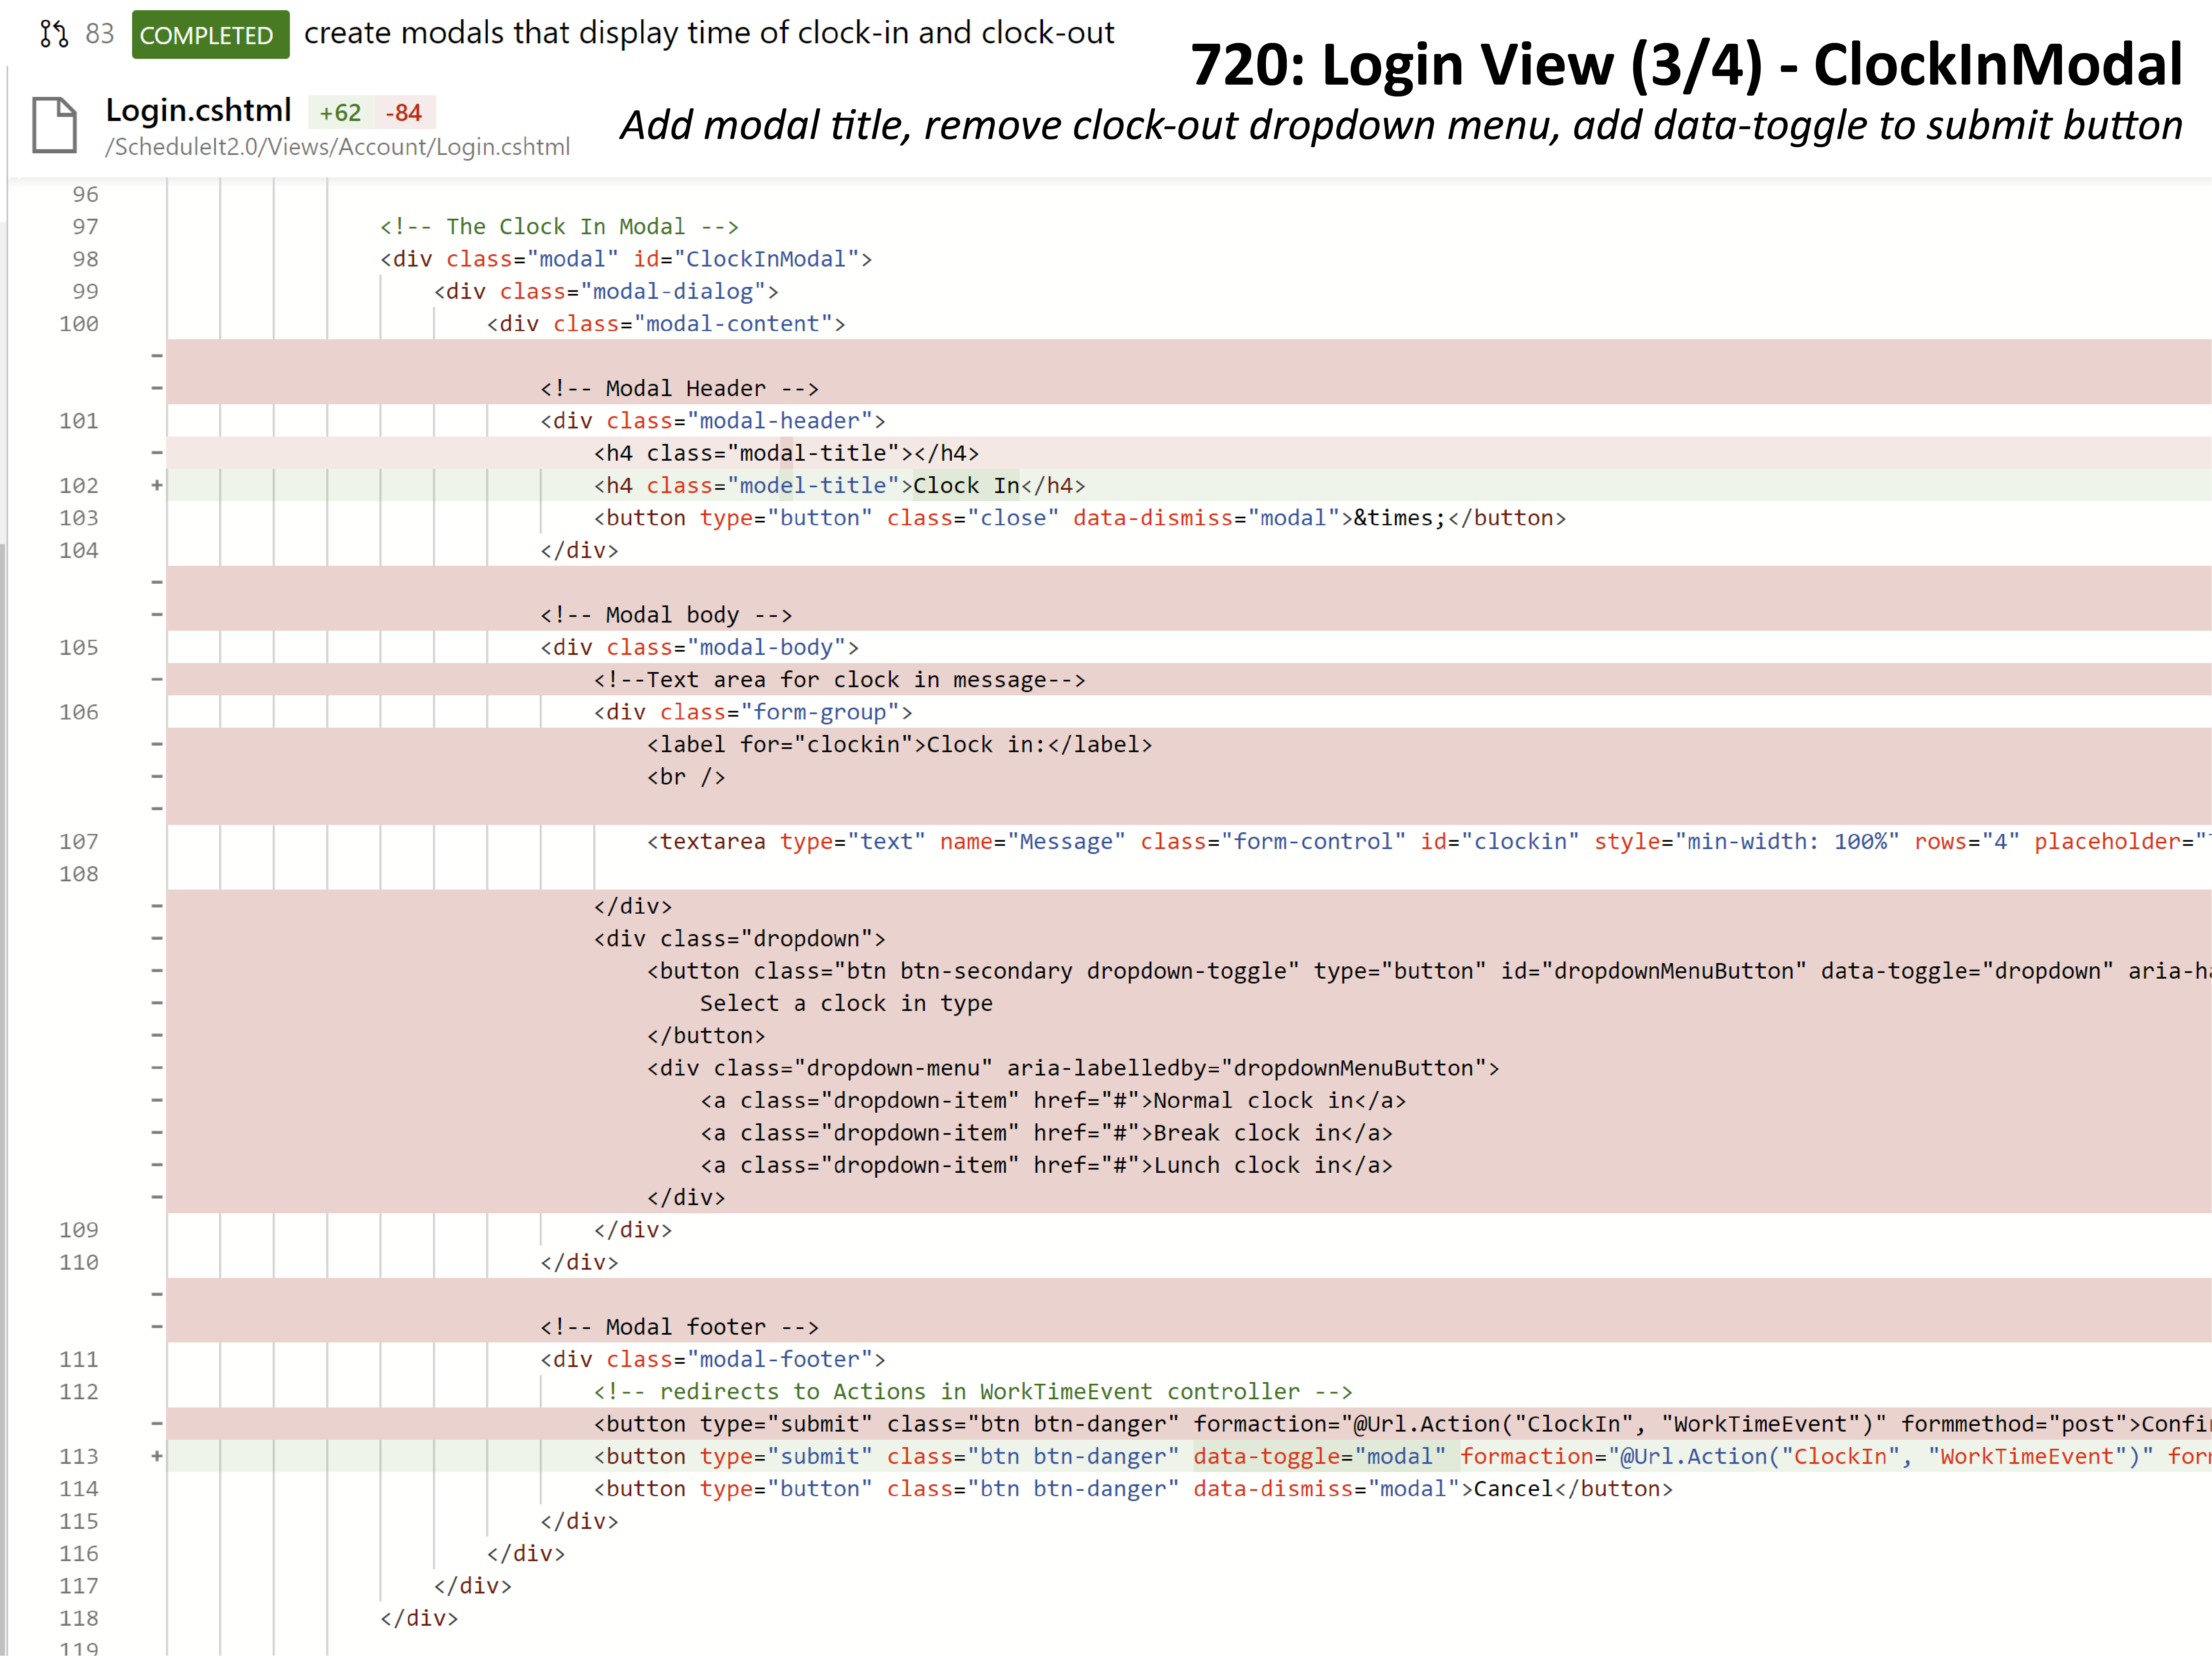 83 COMPLETED create modals that display time of clock-in and clock-out
720: Login View (3/4) - ClockInModal
Login.cshtml +62 -84
/ScheduleIt2.0/Views/Account/Login.cshtml
Add modal title, remove clock-out dropdown menu, add data-toggle to submit button
96
97 <!-- The Clock In Modal -->
98 <div class="modal" id="ClockInModal">
99 <div class="modal-dialog">
100 <div class="modal-content">
-
- <!-- Modal Header -->
101 <div class="modal-header">
- <h4 class="modal-title"></h4>
102 + <h4 class="model-title">Clock In</h4>
103 <button type="button" class="close" data-dismiss="modal">&times;</button>
104 </div>
-
- <!-- Modal body -->
105 <div class="modal-body">
- <!--Text area for clock in message-->
106 <div class="form-group">
- <label for="clockin">Clock in:</label>
- <br />
-
107 <textarea type="text" name="Message" class="form-control" id="clockin" style="min-width: 100%" rows="4" placeholder="
108
- </div>
- <div class="dropdown">
- <button class="btn btn-secondary dropdown-toggle" type="button" id="dropdownMenuButton" data-toggle="dropdown" aria-ha
- Select a clock in type
- </button>
- <div class="dropdown-menu" aria-labelledby="dropdownMenuButton">
- <a class="dropdown-item" href="#">Normal clock in</a>
- <a class="dropdown-item" href="#">Break clock in</a>
- <a class="dropdown-item" href="#">Lunch clock in</a>
- </div>
109 </div>
110 </div>
-
- <!-- Modal footer -->
111 <div class="modal-footer">
112 <!-- redirects to Actions in WorkTimeEvent controller -->
- <button type="submit" class="btn btn-danger" formaction="@Url.Action("ClockIn", "WorkTimeEvent")" formmethod="post">Confi
113 + <button type="submit" class="btn btn-danger" data-toggle="modal" formaction="@Url.Action("ClockIn", "WorkTimeEvent")" for
114 <button type="button" class="btn btn-danger" data-dismiss="modal">Cancel</button>
115 </div>
116 </div>
117 </div>
118 </div>
119